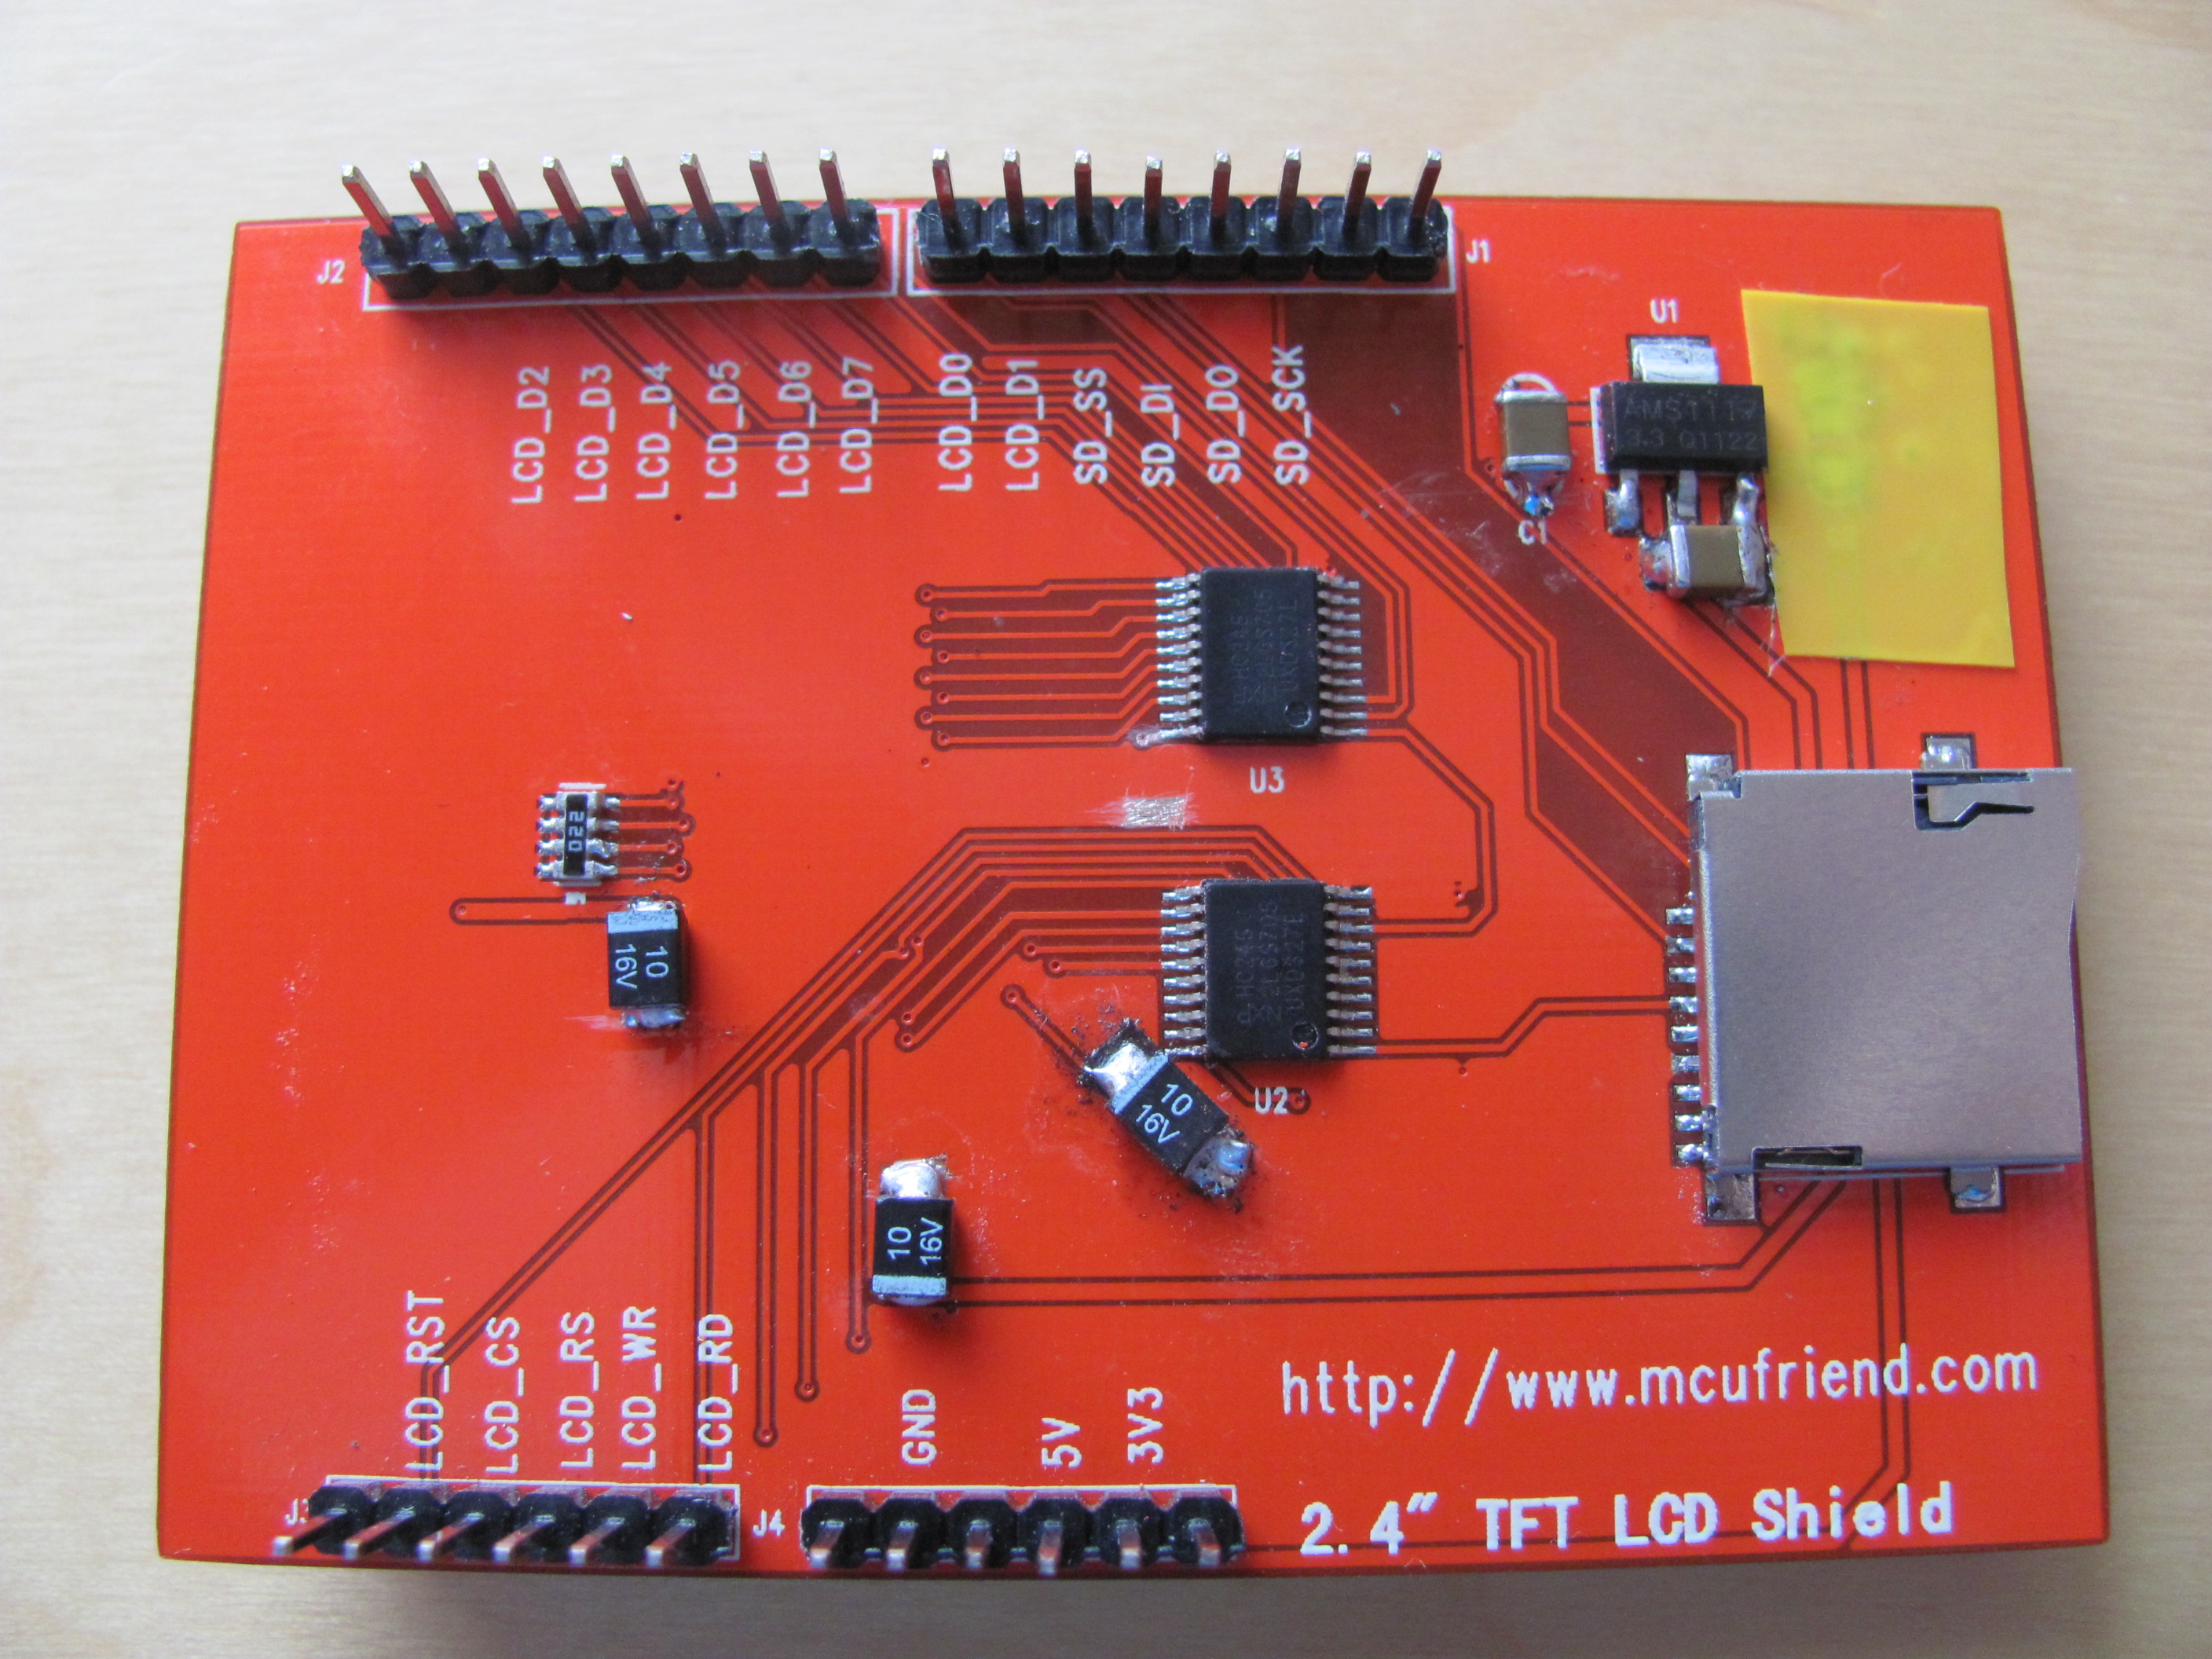 J2
J1
LCD_D2
LCD_D3
LCD_D4
LCD_D5
LCD_D6
LCD_D7
LCD_D0
LCD_D1
SD_SS
SD_DI
SD_DO
SD_SCK
U1
AMS1117
3.3 Q1122
C1
U3
220
10
16V
U2
10
16V
10
16V
LCD_RST
LCD_CS
LCD_RS
LCD_WR
LCD_RD
GND
5V
3V3
J4
http://www.mcufriend.com
2.4" TFT LCD Shield